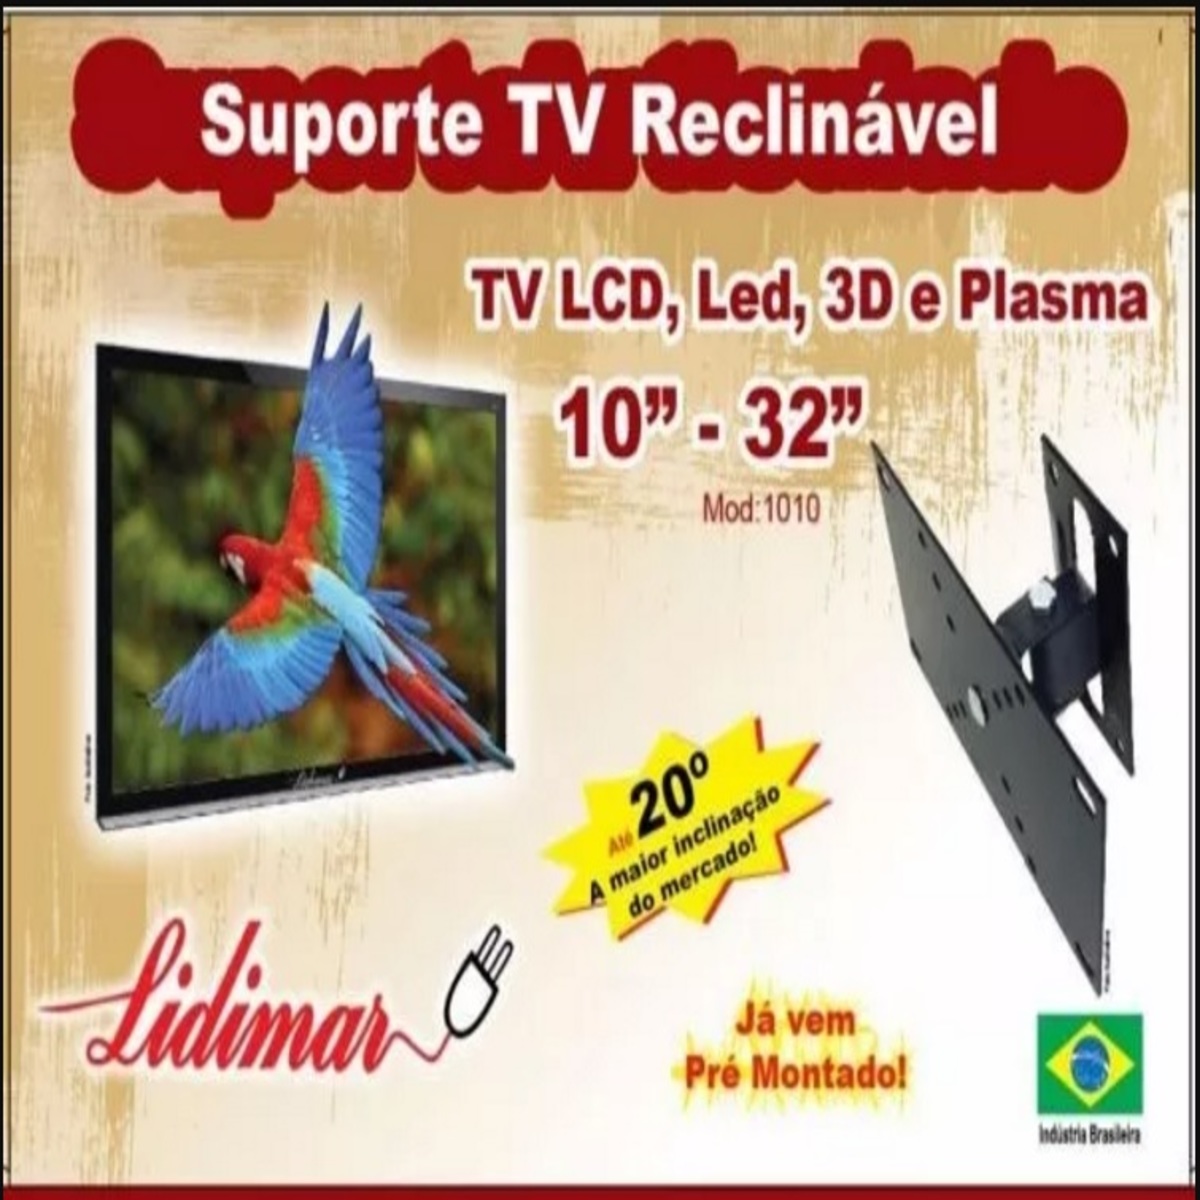 Suporte TV Reclinável
TV LCD, Led, 3D e Plasma
10” - 32”
Mod:1010
Lidimar
Até 20º
A maior inclinação
do mercado!
Lidimar
Já vem
Pré Montado!
Indústria Brasileira